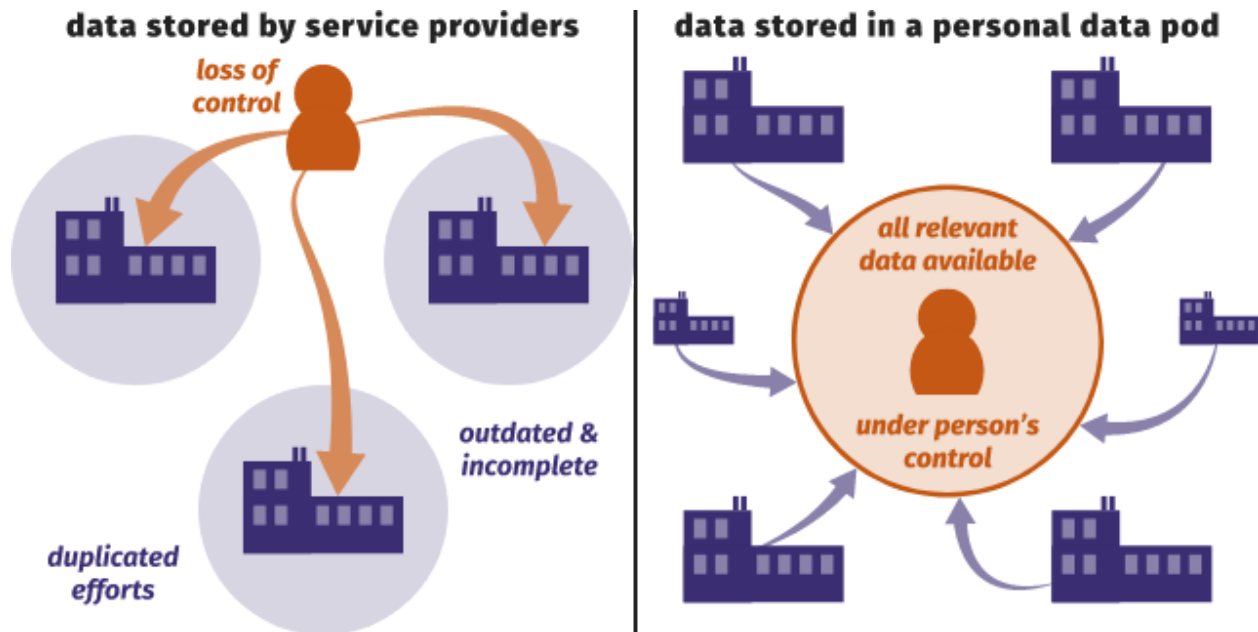 data stored by service providers
loss of
control
outdated &
incomplete
duplicated
efforts
data stored in a personal data pod
all relevant
data available
under person's
control